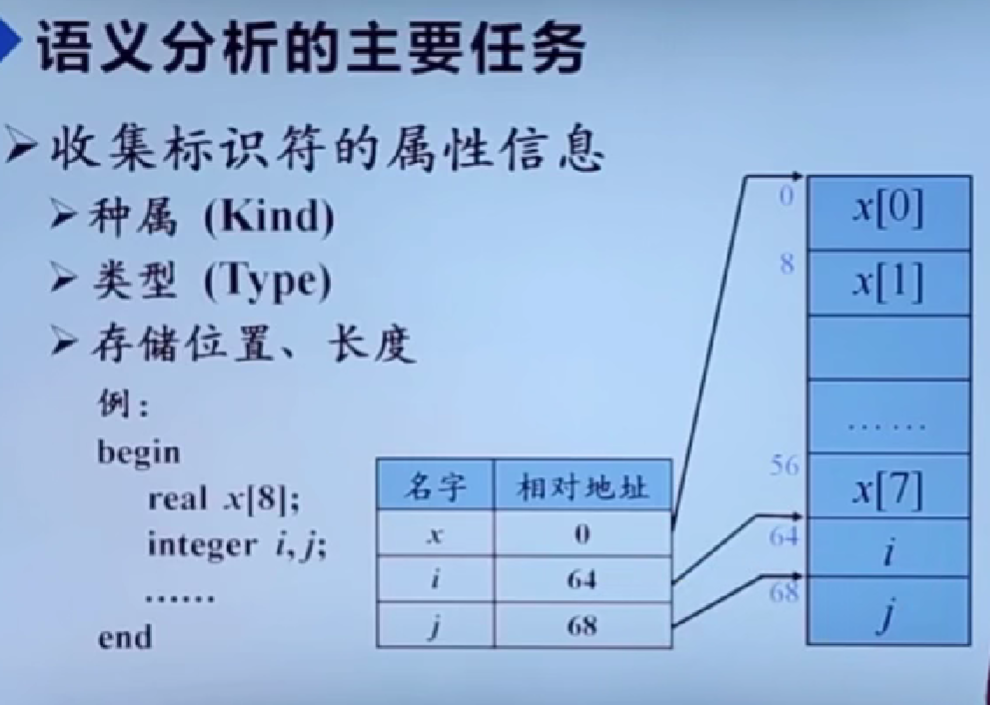 语义分析的主要任务
收集标识符的属性信息
种属 (Kind)
类型 (Type)
存储位置、长度
例：
begin
real x[8];
integer i, j;
……
end
名字 相对地址
x 0
i 64
j 68
0
x[0]
8
x[1]
……
56
x[7]
64
i
68
j